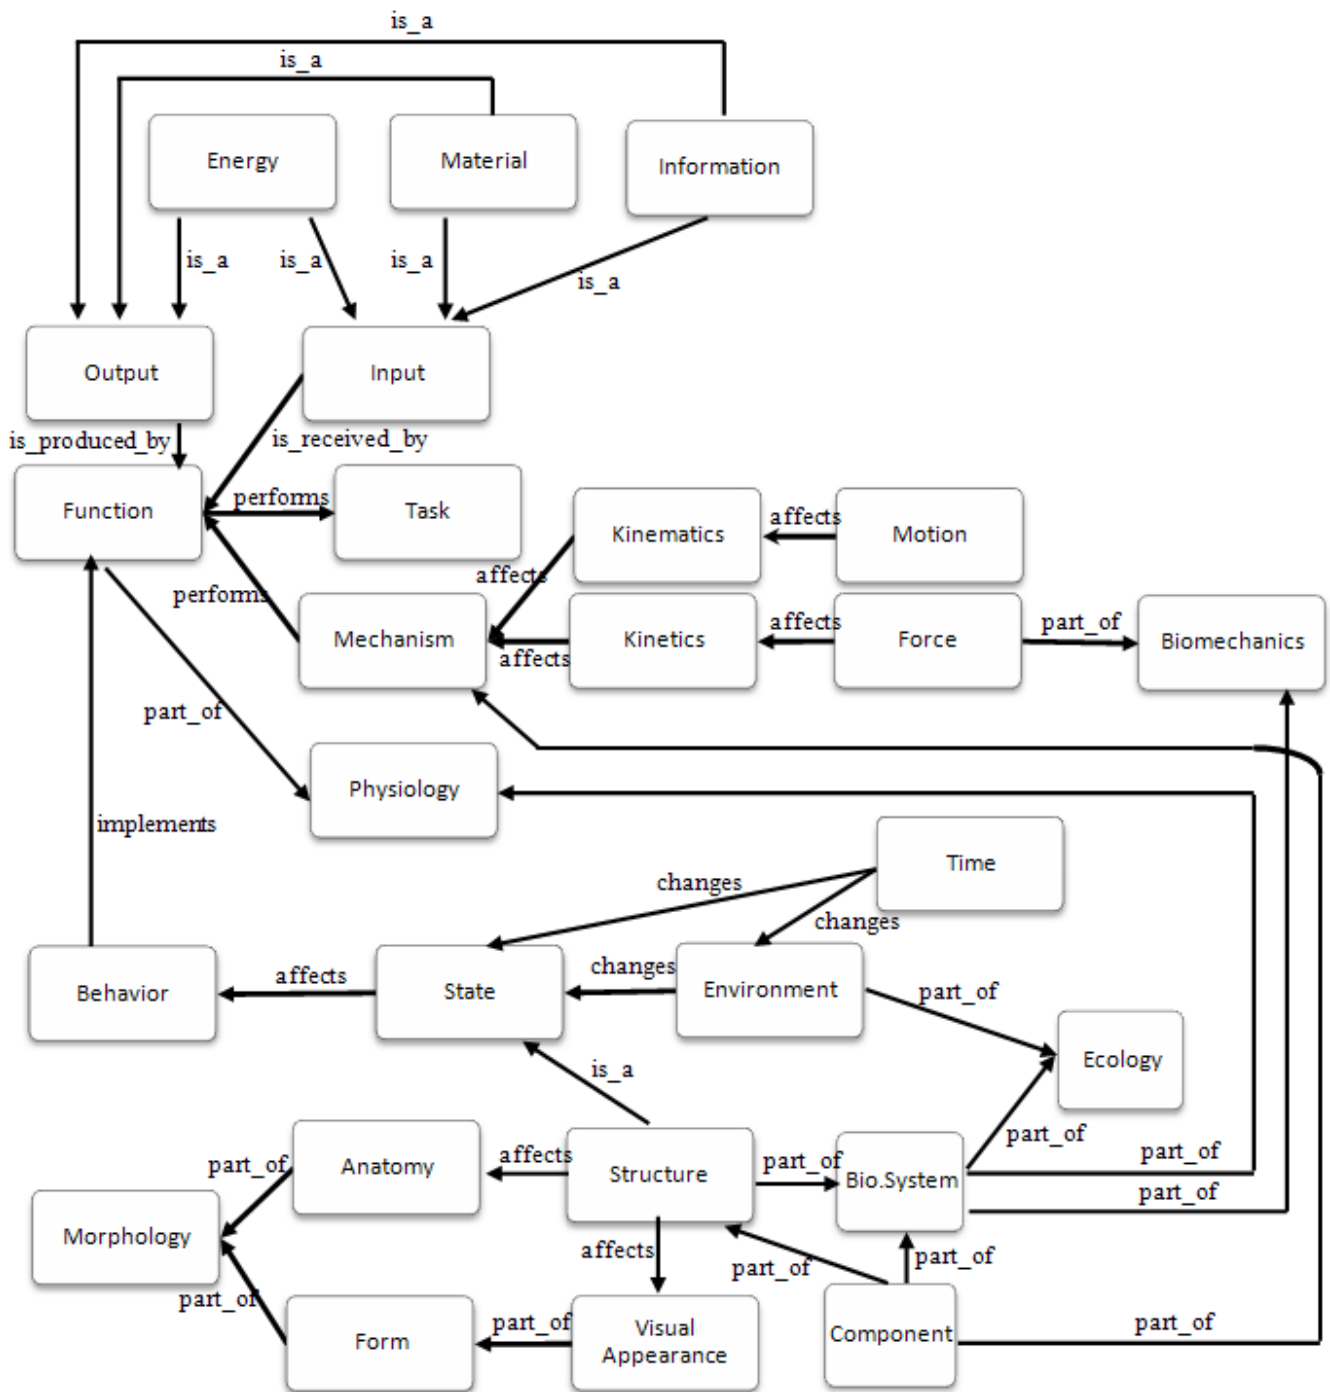 is_a
is_a
Energy
Material
Information
is_a
is_a
is_a
is_a
Output
Input
is_produced_by
is_received_by
Function
performs
Task
Kinematics
affects
Motion
affects
performs
Mechanism
affects
Kinetics
affects
Force
part_of
Biomechanics
part_of
Physiology
implements
Time
changes
changes
Behavior
affects
State
changes
Environment
part_of
Ecology
is_a
part_of
Anatomy
affects
Structure
part_of
Bio.System
part_of
part_of
part_of
Morphology
affects
part_of
part_of
part_of
Form
part_of
Visual
Appearance
Component
part_of